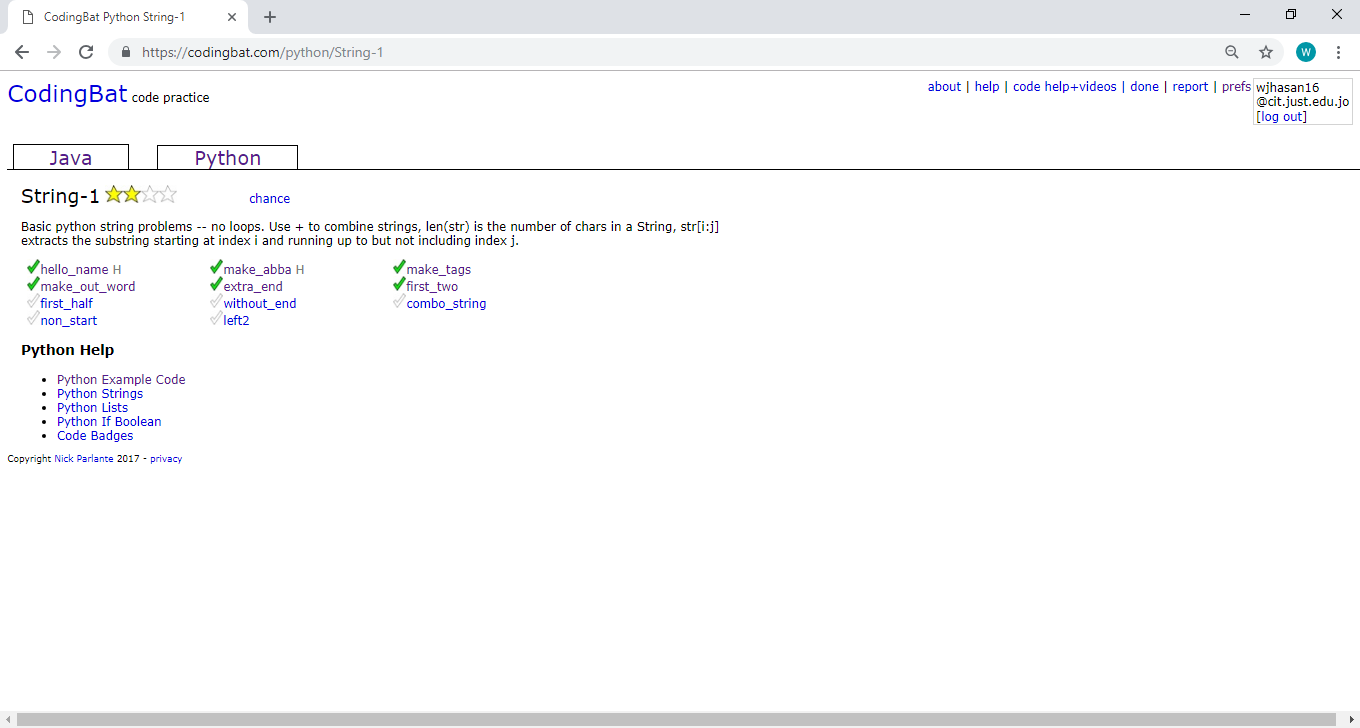 CodingBat Python String-1
https://codingbat.com/python/String-1
W
CodingBat code practice
about | help | code help+videos | done | report | prefs
wjhasan16
@cit.just.edu.jo
[log out]
Java Python
String-1 chance
Basic python string problems -- no loops. Use + to combine strings, len(str) is the number of chars in a String, str[i:j]
extracts the substring starting at index i and running up to but not including index j.
hello_name H make_abba H make_tags
make_out_word extra_end first_two
first_half without_end combo_string
non_start left2
Python Help
Python Example Code
Python Strings
Python Lists
Python If Boolean
Code Badges
Copyright Nick Parlante 2017 - privacy